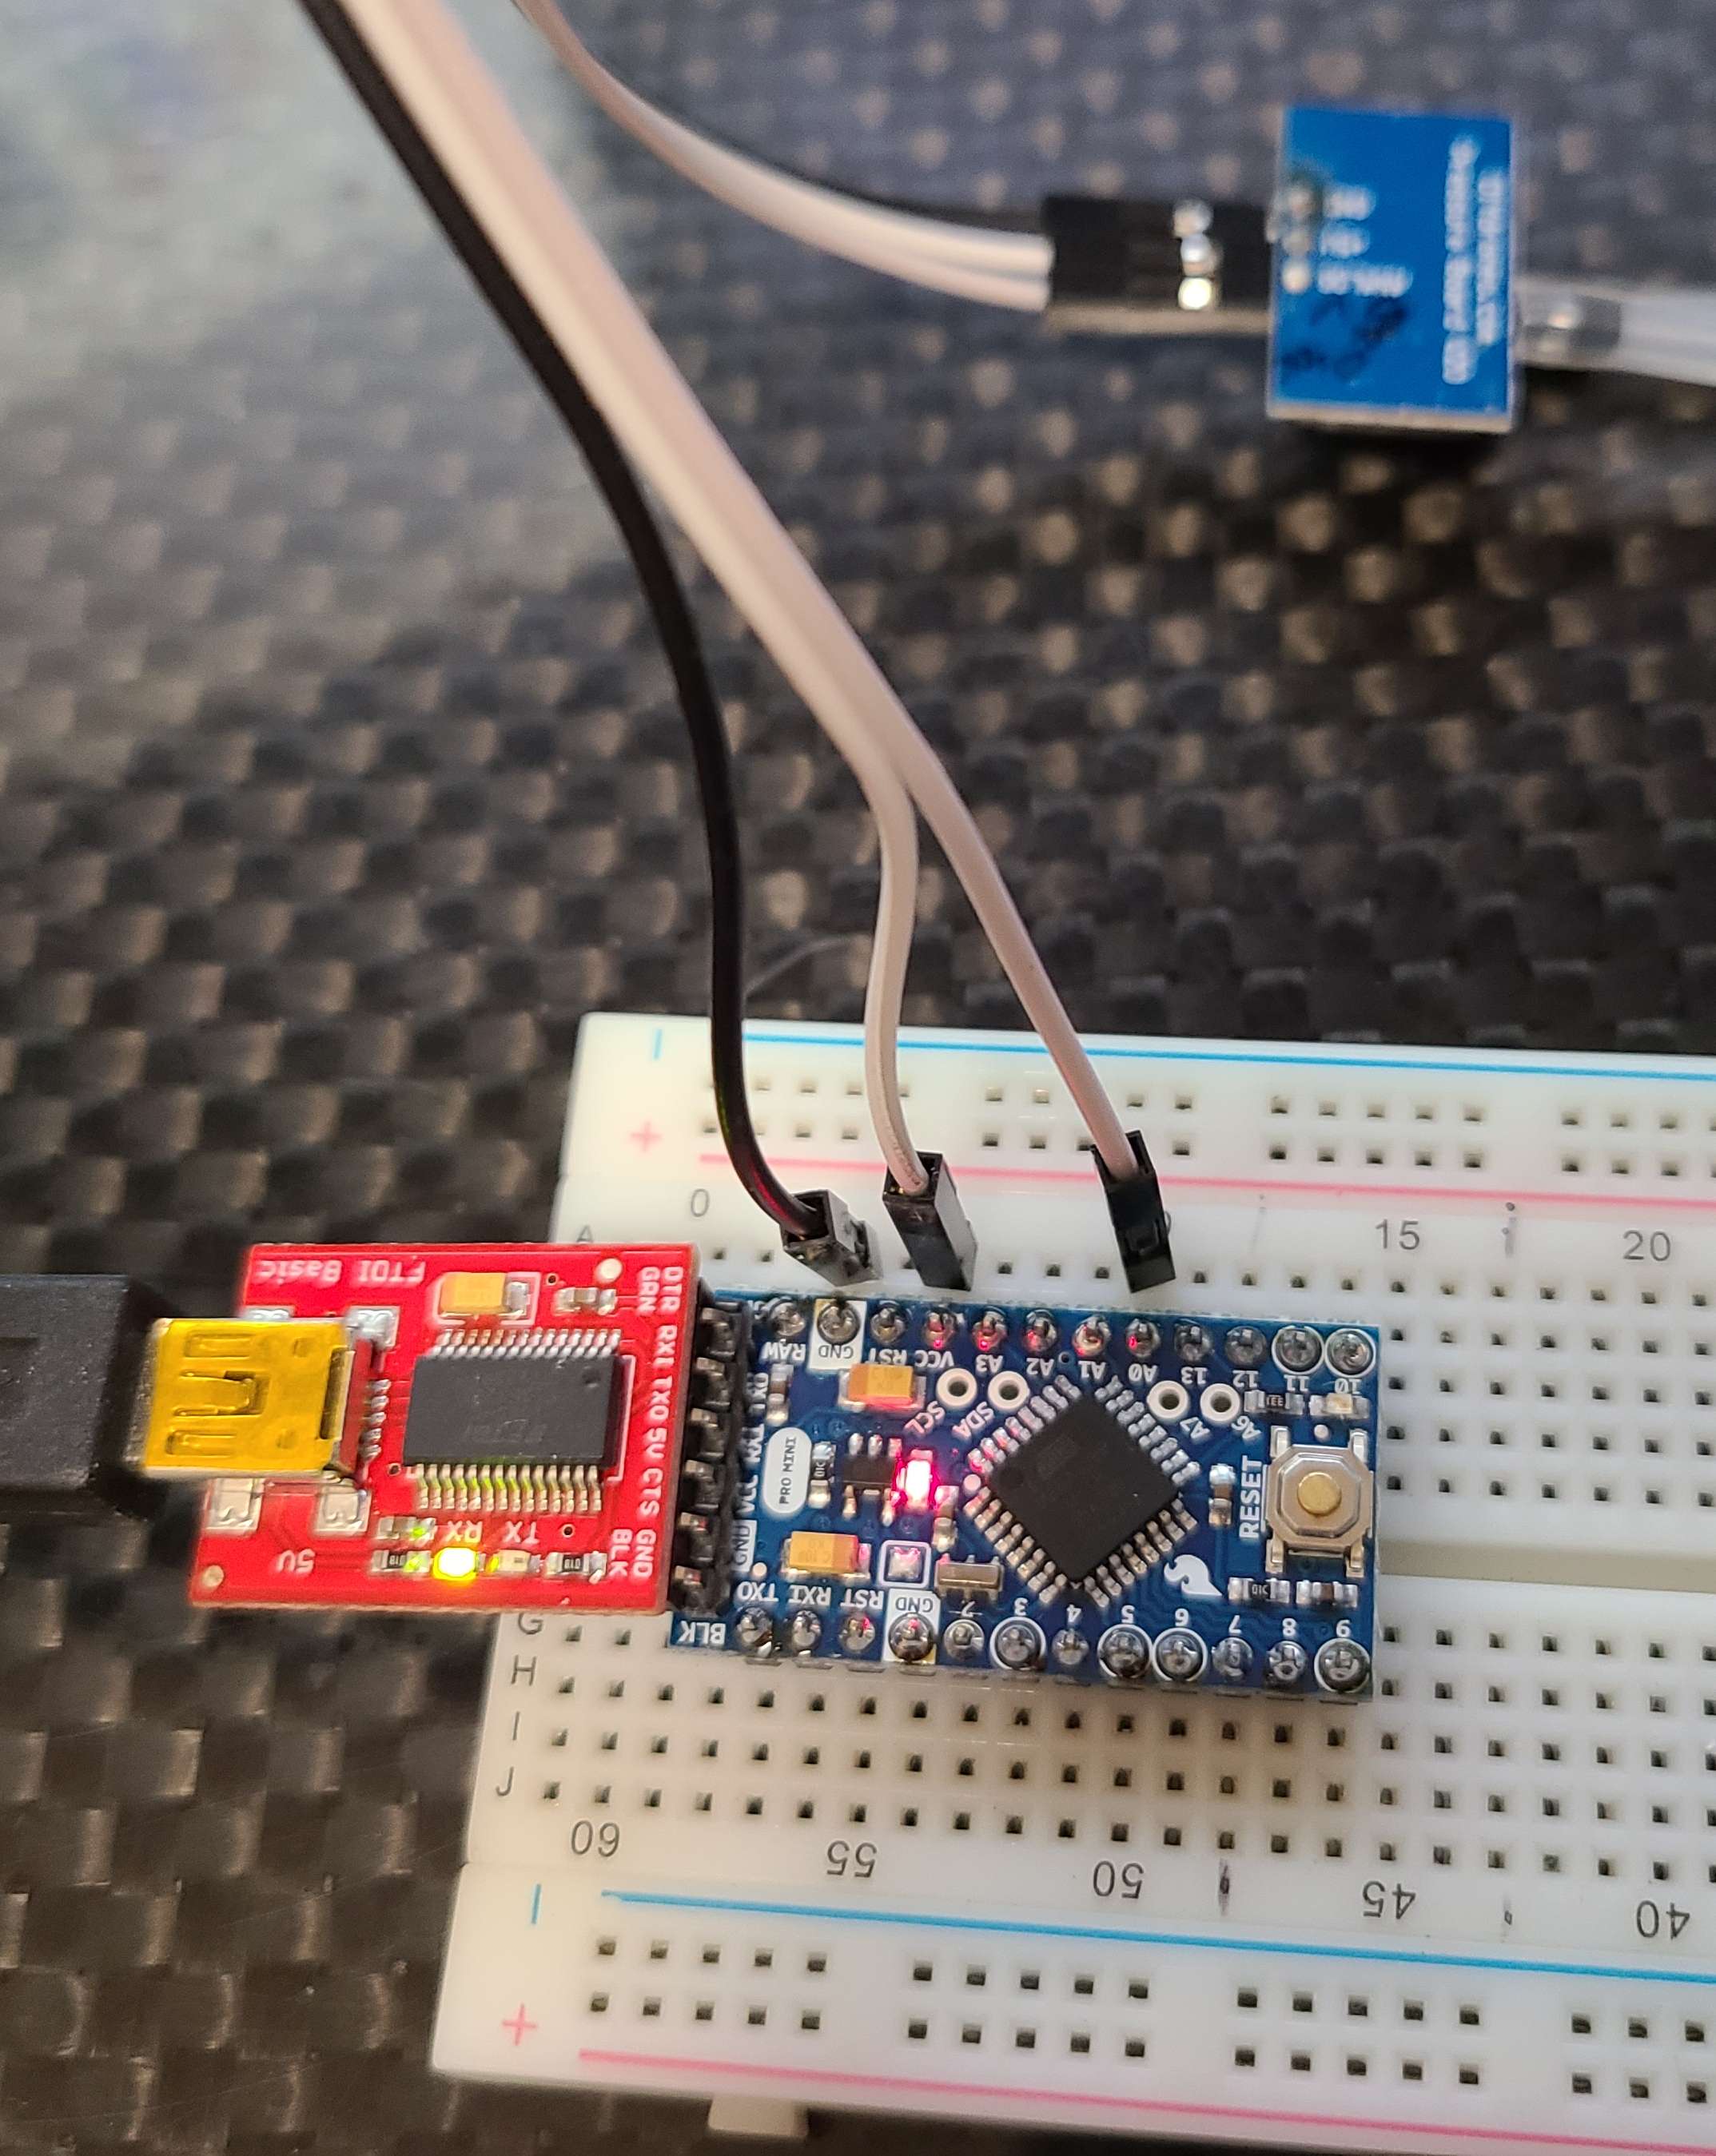 0
15
20
A
FTDI Basic
DTR RXI TXO 5V CTS GND
GRN
BLK
5V
RX TX
RAW GND RST VCC A3 A2 A1 A0 13 12 11 10
SCL SDA A7 A6
TXO RXI VCC GND
PRO MINI
RESET
BLK TXO RXI RST GND 2 3 4 5 6 7 8 9
G
H
I
J
60
55
50
45
40